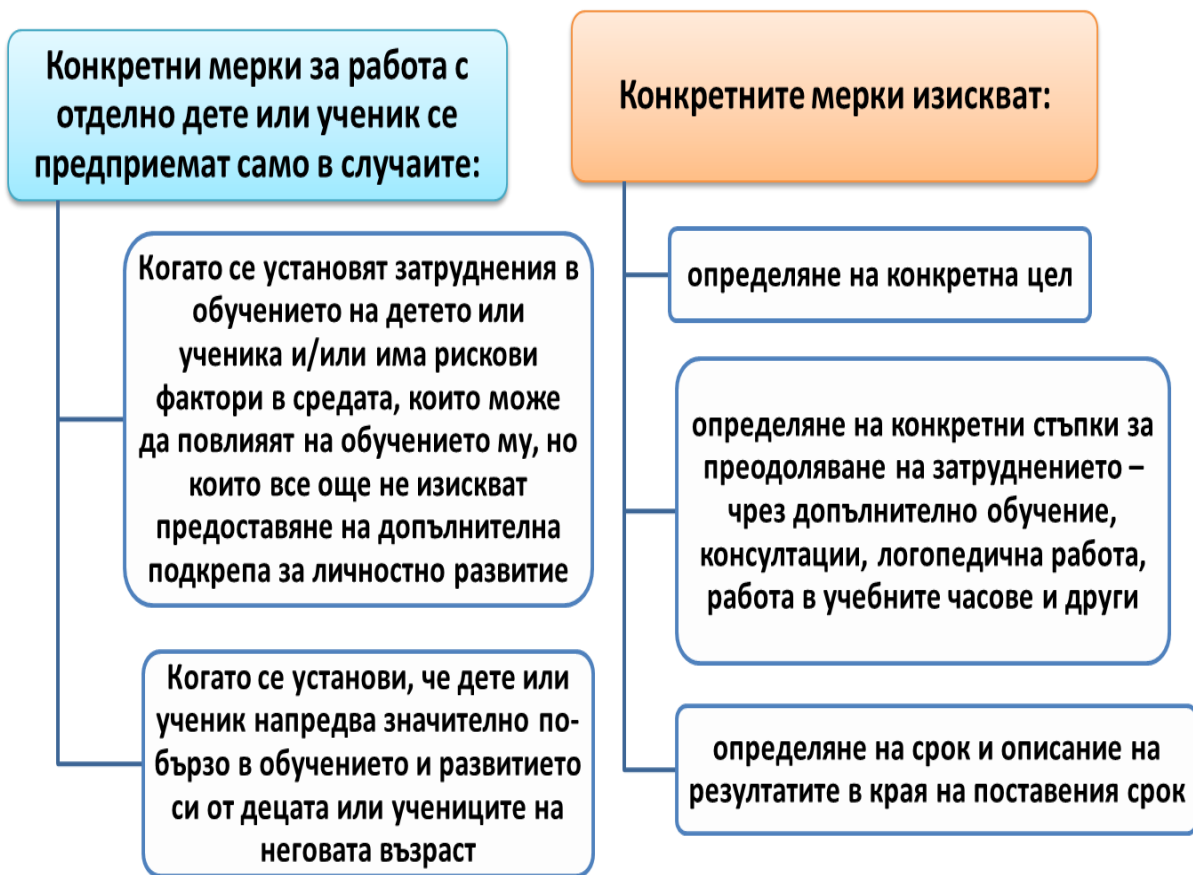 Конкретни мерки за работа с
отделно дете или ученик се
предприемат само в случаите:
Когато се установят затруднения в
обучението на детето или
ученика и/или има рискови
фактори в средата, които може
да повлияят на обучението му, но
които все още не изискват
предоставяне на допълнителна
подкрепа за личностно развитие
Когато се установи, че дете или
ученик напредва значително по-
бързо в обучението и развитието
си от децата или учениците на
неговата възраст
Конкретните мерки изискват:
определяне на конкретна цел
определяне на конкретни стъпки за
преодоляване на затруднението –
чрез допълнително обучение,
консултации, логопедична работа,
работа в учебните часове и други
определяне на срок и описание на
резултатите в края на поставения срок